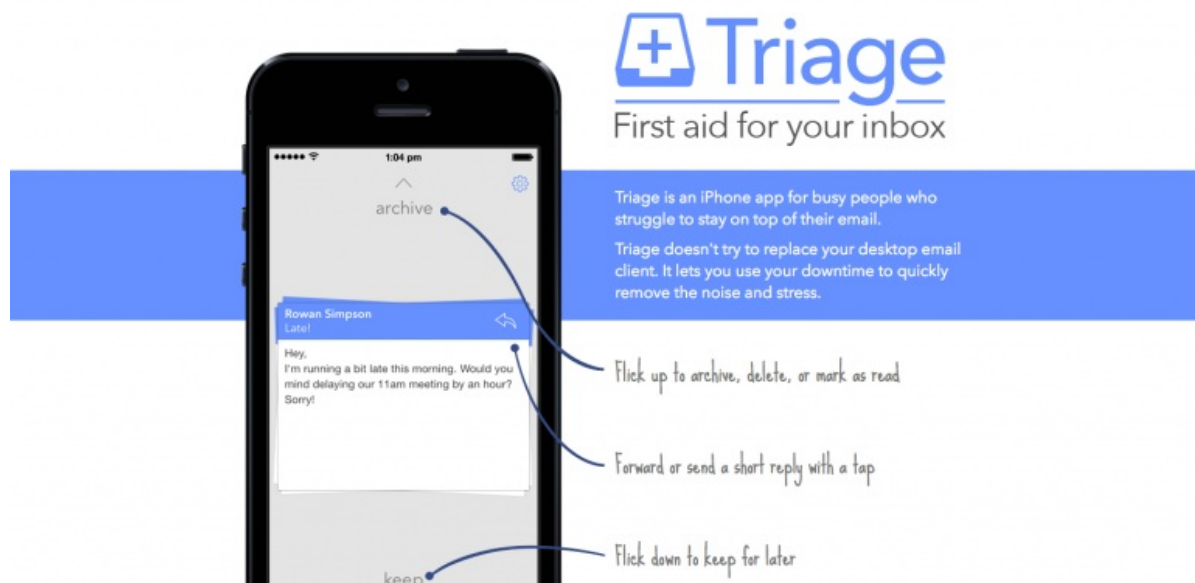 Triage
First aid for your inbox
1:04 pm
archive
Triage is an iPhone app for busy people who
struggle to stay on top of their email.
Triage doesn't try to replace your desktop email
client. It lets you use your downtime to quickly
remove the noise and stress.
Rowan Simpson
Late!
Hey,
I'm running a bit late this morning. Would you
mind delaying our 11am meeting by an hour?
Sorry!
Flick up to archive, delete, or mark as read
Forward or send a short reply with a tap
Flick down to keep for later
keep